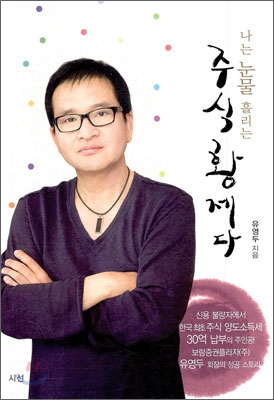 나는 눈물 흘리는
주식 황제다
유영두 지음
신용 불량자에서
한국 최초 주식 양도소득세
30억 납부의 주인공!
보람증권플라자(주)
유영두 회장의 성공 스토리
시선